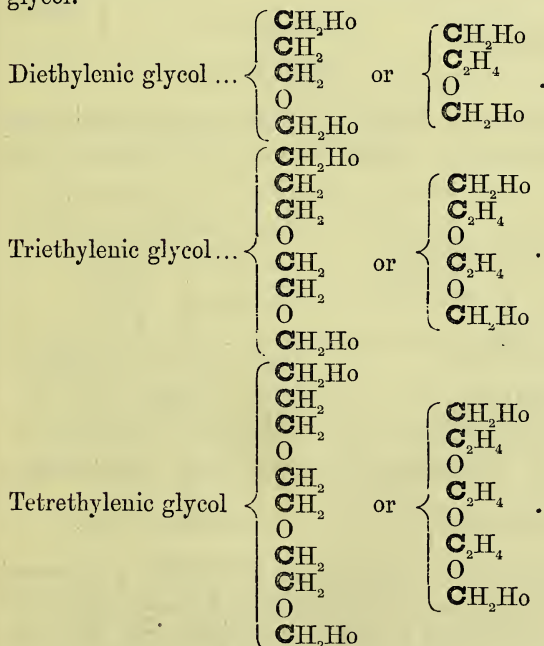 glycol.
Diethylenic glycol ...
CH₂Ho
CH₂
CH₂
O
CH₂Ho
or
CH₂Ho
C₂H₄
O
CH₂Ho
.
Triethylenic glycol...
CH₂Ho
CH₂
CH₂
O
CH₂
CH₂
O
CH₂Ho
or
CH₂Ho
C₂H₄
O
C₂H₄
O
CH₂Ho
.
Tetrethylenic glycol
CH₂Ho
CH₂
CH₂
O
CH₂
CH₂
O
CH₂
CH₂
O
CH₂Ho
or
CH₂Ho
C₂H₄
O
C₂H₄
O
C₂H₄
O
CH₂Ho
.